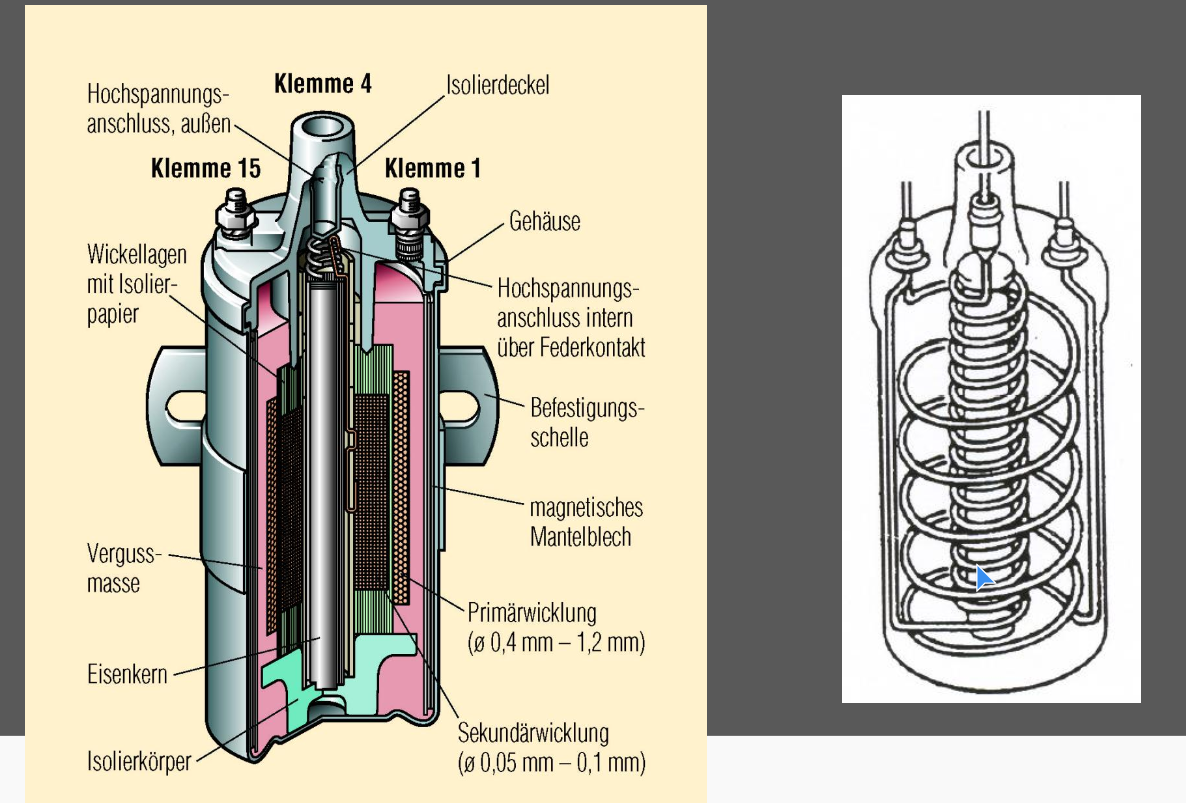 Klemme 4
Hochspannungs-
anschluss, außen
Isolierdeckel
Klemme 15
Klemme 1
Gehäuse
Wickellagen
mit Isolier-
papier
Hochspannungs-
anschluss intern
über Federkontakt
Befestigungs-
schelle
magnetisches
Mantelblech
Verguss-
masse
Primärwicklung
(ø 0,4 mm – 1,2 mm)
Eisenkern
Sekundärwicklung
(ø 0,05 mm – 0,1 mm)
Isolierkörper